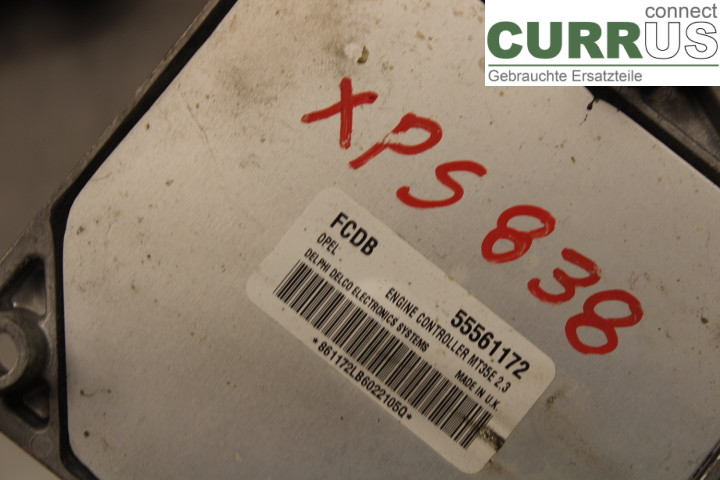 connect
CURRUS
Gebrauchte Ersatzteile
XPS 838
FCDB
55561172
OPEL
ENGINE CONTROLLER MT35E 2,3
DELPHI DELCO ELECTRONICS SYSTEMS
MADE IN U.K.
*861172LB6022105Q*